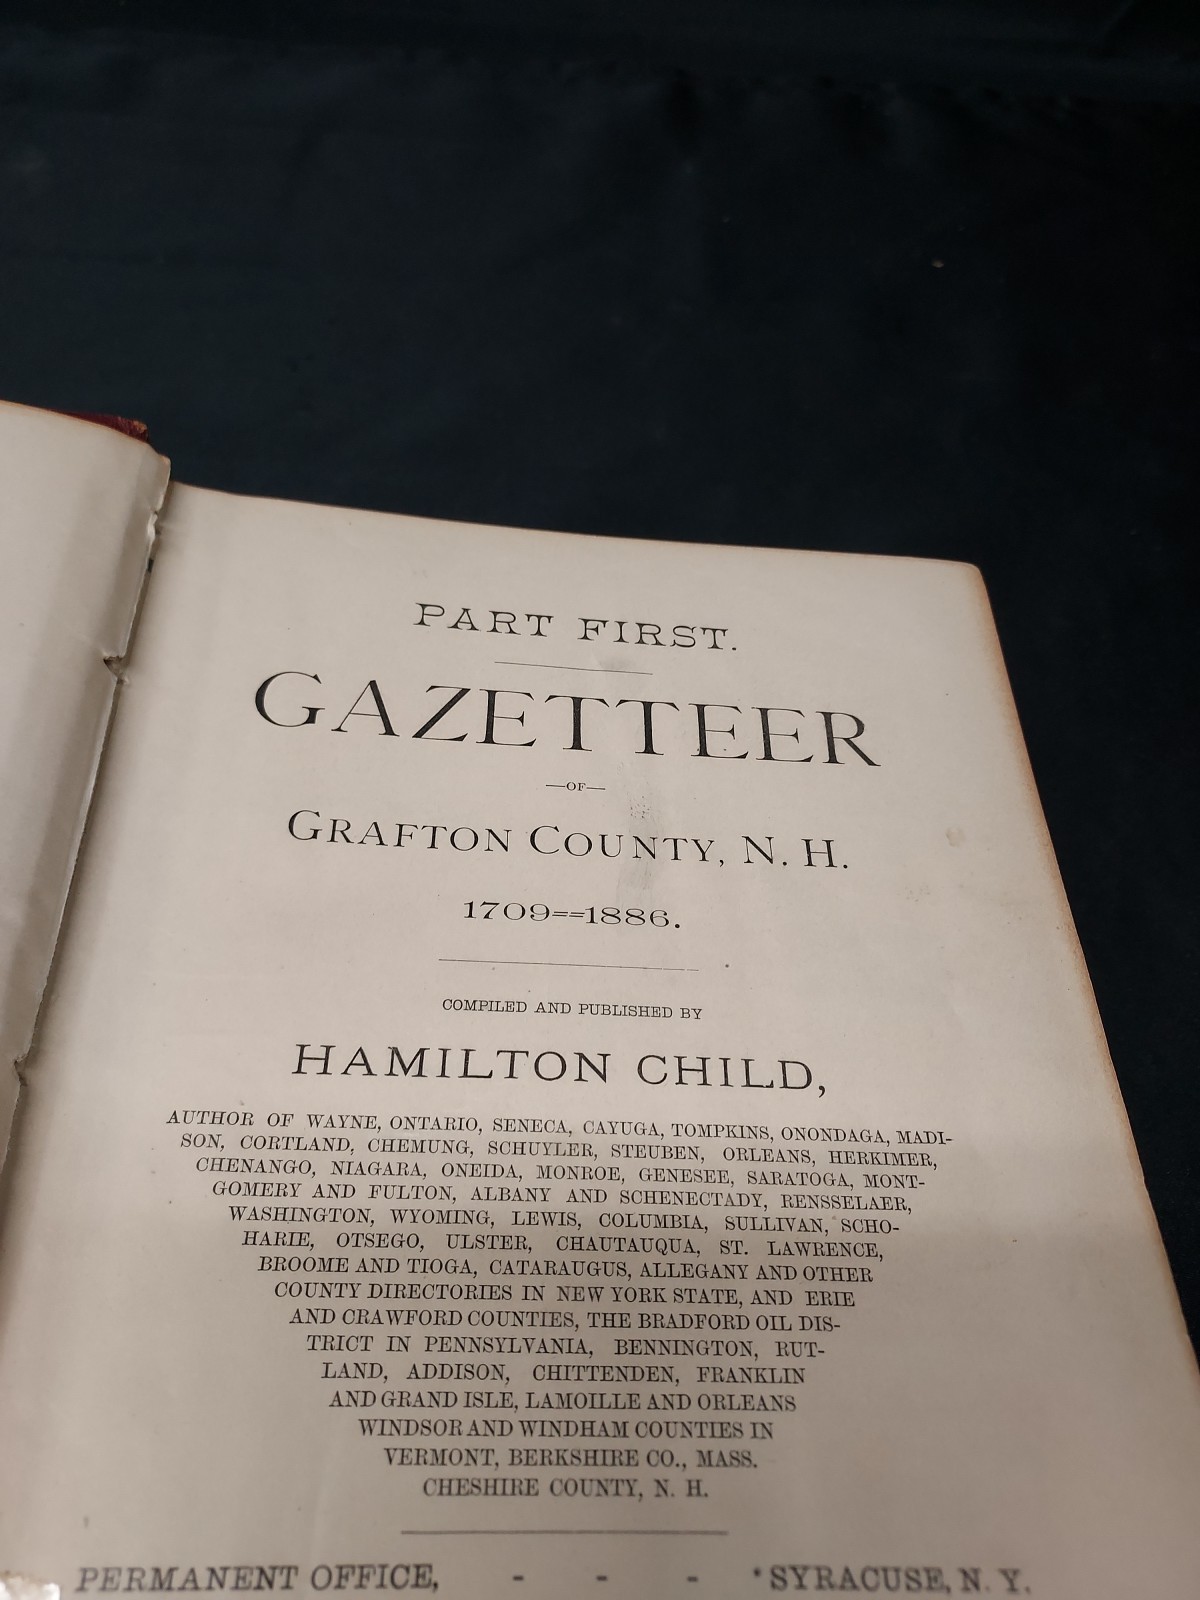 PART FIRST.
GAZETTEER
—OF—
GRAFTON COUNTY, N. H.
1709==1886.
COMPILED AND PUBLISHED BY
HAMILTON CHILD,
AUTHOR OF WAYNE, ONTARIO, SENECA, CAYUGA, TOMPKINS, ONONDAGA, MADI-
SON, CORTLAND, CHEMUNG, SCHUYLER, STEUBEN, ORLEANS, HERKIMER,
CHENANGO, NIAGARA, ONEIDA, MONROE, GENESEE, SARATOGA, MONT-
GOMERY AND FULTON, ALBANY AND SCHENECTADY, RENSSELAER,
WASHINGTON, WYOMING, LEWIS, COLUMBIA, SULLIVAN, SCHO-
HARIE, OTSEGO, ULSTER, CHAUTAUQUA, ST. LAWRENCE,
BROOME AND TIOGA, CATARAUGUS, ALLEGANY AND OTHER
COUNTY DIRECTORIES IN NEW YORK STATE, AND ERIE
AND CRAWFORD COUNTIES, THE BRADFORD OIL DIS-
TRICT IN PENNSYLVANIA, BENNINGTON, RUT-
LAND, ADDISON, CHITTENDEN, FRANKLIN
AND GRAND ISLE, LAMOILLE AND ORLEANS
WINDSOR AND WINDHAM COUNTIES IN
VERMONT, BERKSHIRE CO., MASS.
CHESHIRE COUNTY, N. H.
PERMANENT OFFICE, - - - SYRACUSE, N. Y.